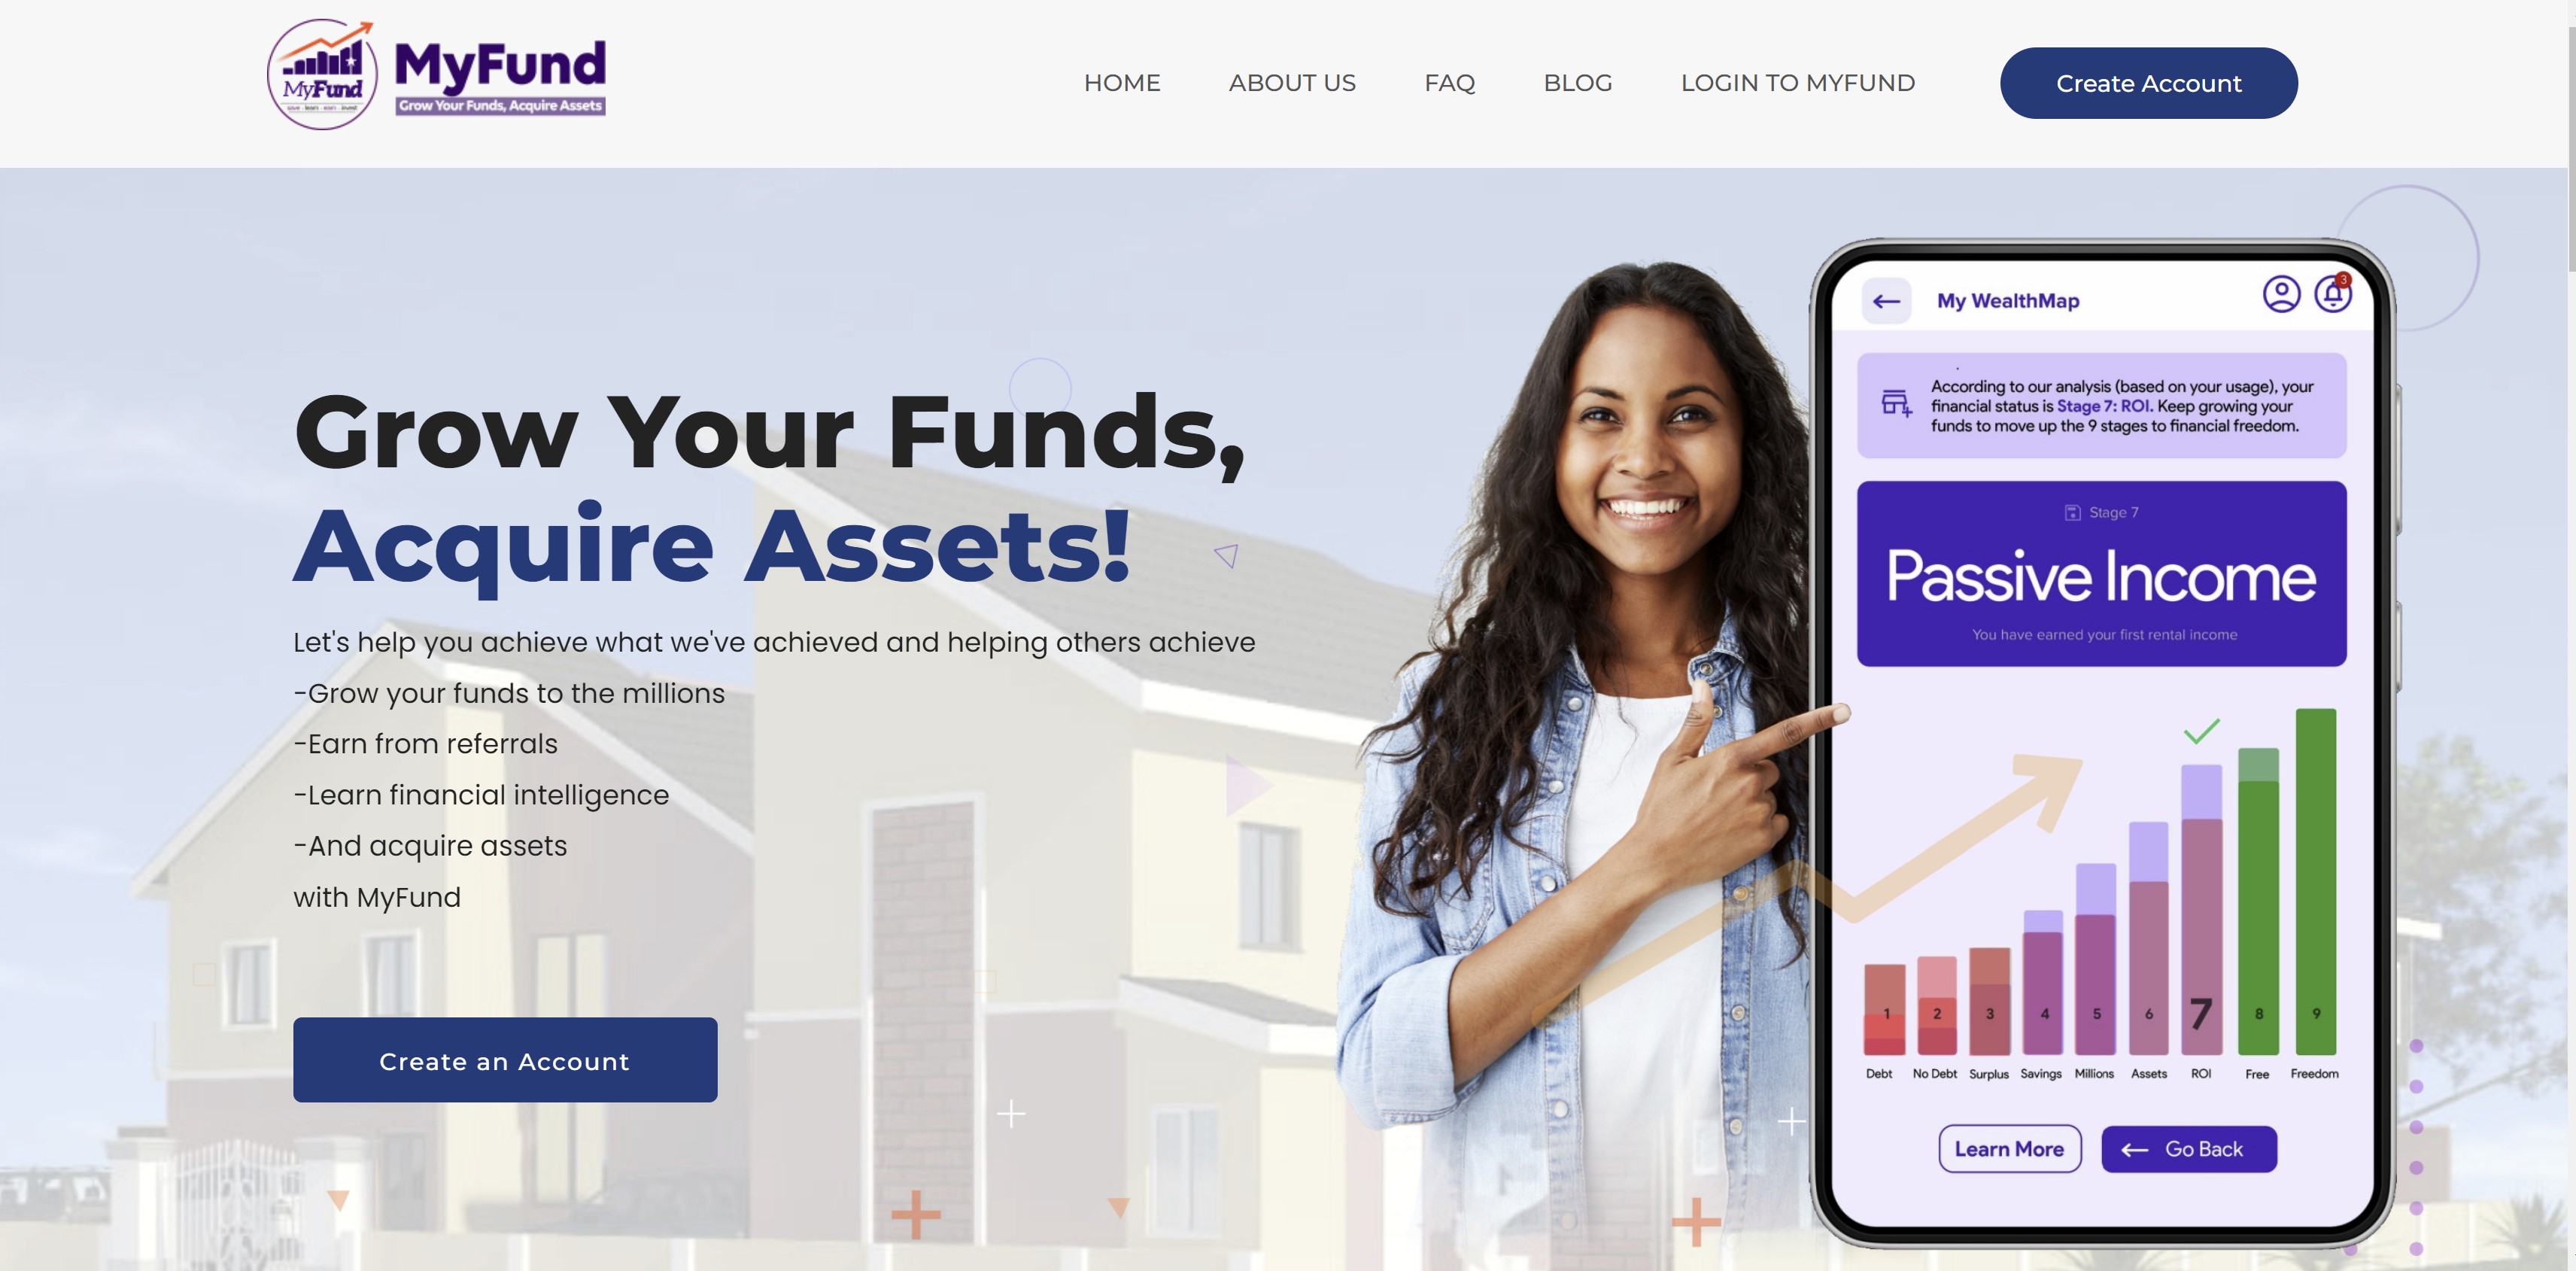 MyFund
save - learn - earn - invest
MyFund
Grow Your Funds, Acquire Assets
HOME
ABOUT US
FAQ
BLOG
LOGIN TO MYFUND
Create Account
Grow Your Funds,
Acquire Assets!
Let's help you achieve what we've achieved and helping others achieve
-Grow your funds to the millions
-Earn from referrals
-Learn financial intelligence
-And acquire assets
with MyFund
Create an Account
My WealthMap
3
According to our analysis (based on your usage), your
financial status is Stage 7: ROI. Keep growing your
funds to move up the 9 stages to financial freedom.
Stage 7
Passive Income
You have earned your first rental income
1 2 3 4 5 6 7 8 9
Debt No Debt Surplus Savings Millions Assets ROI Free Freedom
Learn More
Go Back